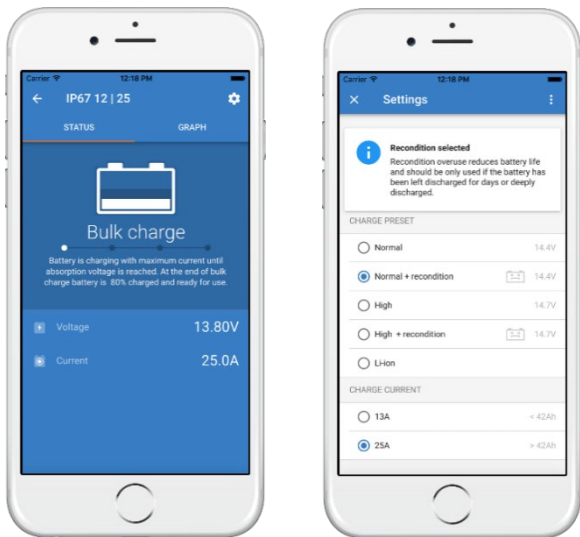 Carrier 12:18 PM
IP67 12 | 25
STATUS GRAPH
Bulk charge
Battery is charging with maximum current until
absorption voltage is reached. At the end of bulk
charge battery is 80% charged and ready for use.
Voltage 13.80V
Current 25.0A
Carrier 12:18 PM
Settings
Recondition selected
Recondition overuse reduces battery life
and should be only used if the battery has
been left discharged for days or deeply
discharged.
CHARGE PRESET
Normal 14.4V
Normal + recondition 14.4V
High 14.7V
High + recondition 14.7V
Li-ion
CHARGE CURRENT
13A < 42Ah
25A > 42Ah